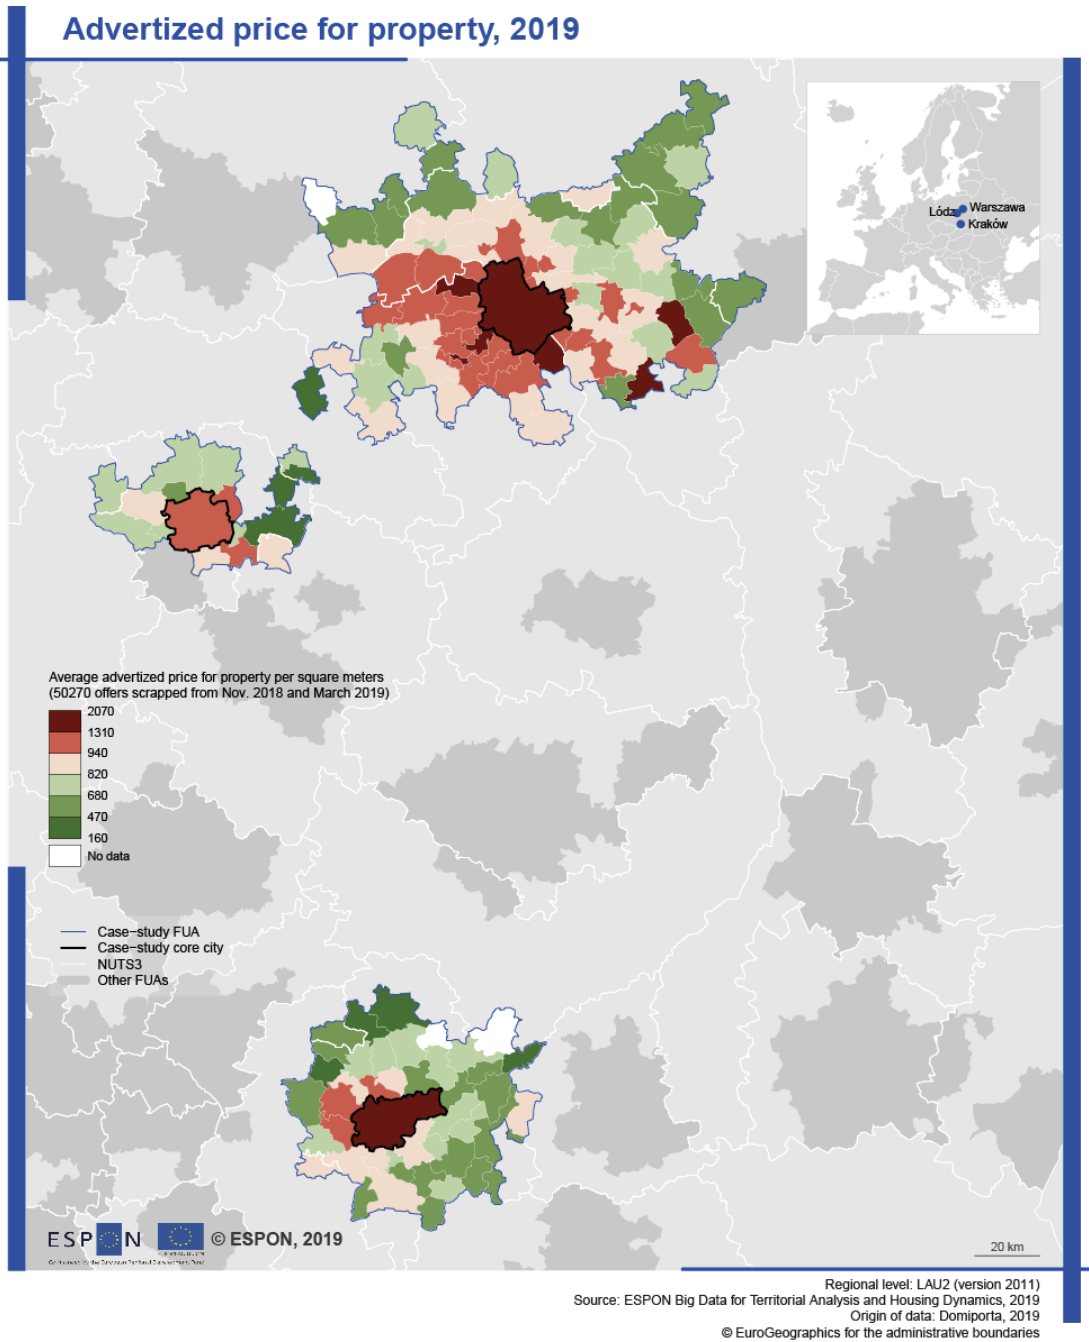 Advertized price for property, 2019
Lódz
Warszawa
Kraków
Average advertized price for property per square meters
(50270 offers scrapped from Nov. 2018 and March 2019)
2070
1310
940
820
680
470
160
No data
Case-study FUA
Case-study core city
NUTS3
Other FUAs
ESPON
© ESPON, 2019
20 km
Regional level: LAU2 (version 2011)
Source: ESPON Big Data for Territorial Analysis and Housing Dynamics, 2019
Origin of data: Domiporta, 2019
© EuroGeographics for the administrative boundaries